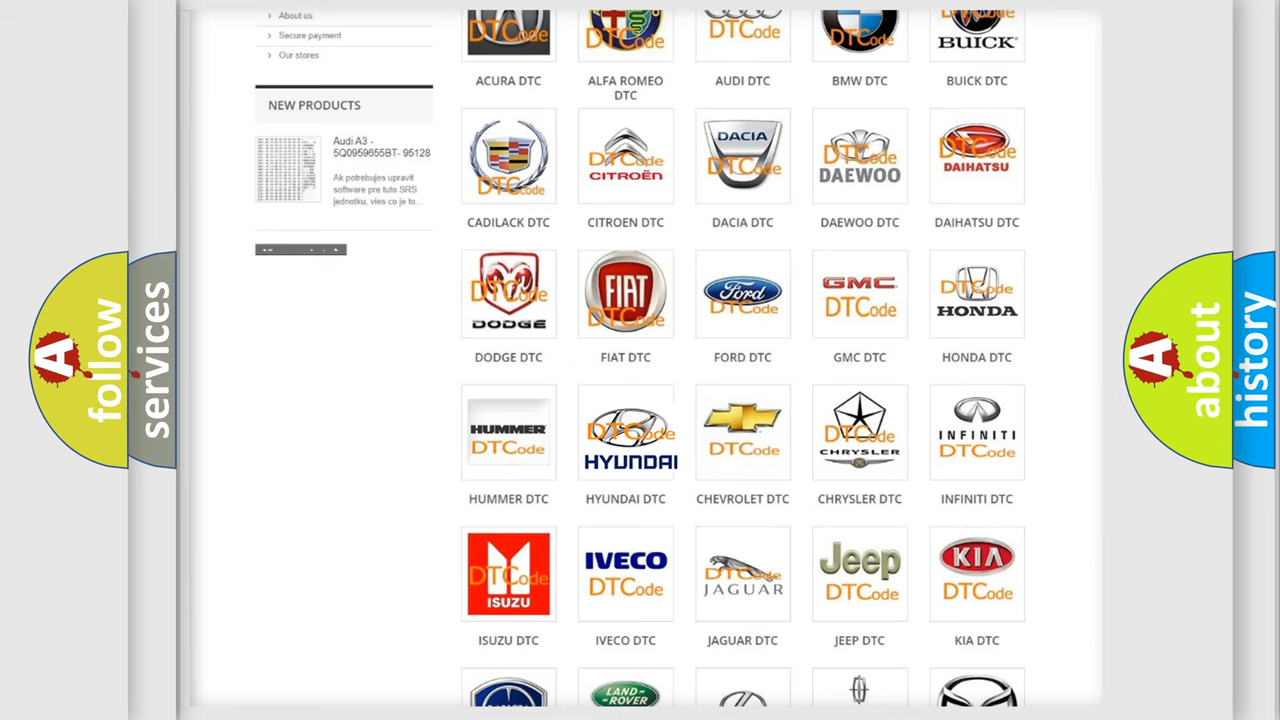 About us
Secure payment
Our stores
NEW PRODUCTS
Audi A3 -
5Q0959655BT- 95128
Ak potrebujes upravit
software pre tuto SRS
jednotku, vies co je to...
DTCode
DTCode
DTCode
DTCode
BUICK
ACURA DTC
ALFA ROMEO
DTC
AUDI DTC
BMW DTC
BUICK DTC
DTCode
DTCode
CITROËN
DACIA
DTCode
DTCode
DAEWOO
DTCode
DAIHATSU
CADILACK DTC
CITROEN DTC
DACIA DTC
DAEWOO DTC
DAIHATSU DTC
DTCode
DODGE
FIAT
DTCode
Ford
DTCode
GMC
DTCode
DTCode
HONDA
DODGE DTC
FIAT DTC
FORD DTC
GMC DTC
HONDA DTC
HUMMER
DTCode
DTCode
HYUNDAI
DTCode
DTCode
CHRYSLER
INFINITI
DTCode
HUMMER DTC
HYUNDAI DTC
CHEVROLET DTC
CHRYSLER DTC
INFINITI DTC
DTCode
ISUZU
IVECO
DTCode
DTCode
JAGUAR
Jeep
DTCode
KIA
DTCode
ISUZU DTC
IVECO DTC
JAGUAR DTC
JEEP DTC
KIA DTC
LAND-
ROVER
A
follow
services
A
about
history